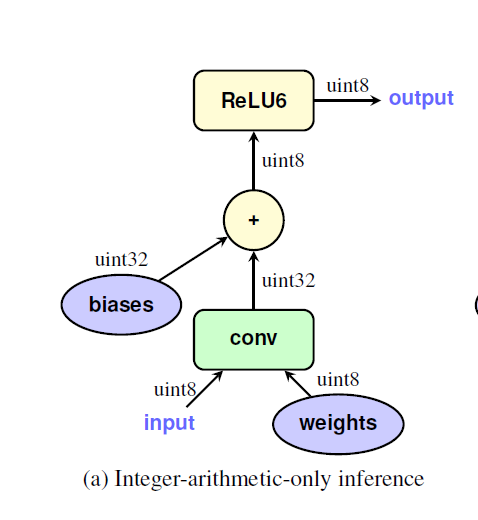 ReLU6
uint8
output
uint8
+
uint32
biases
uint32
conv
uint8
uint8
input
weights
(a) Integer-arithmetic-only inference